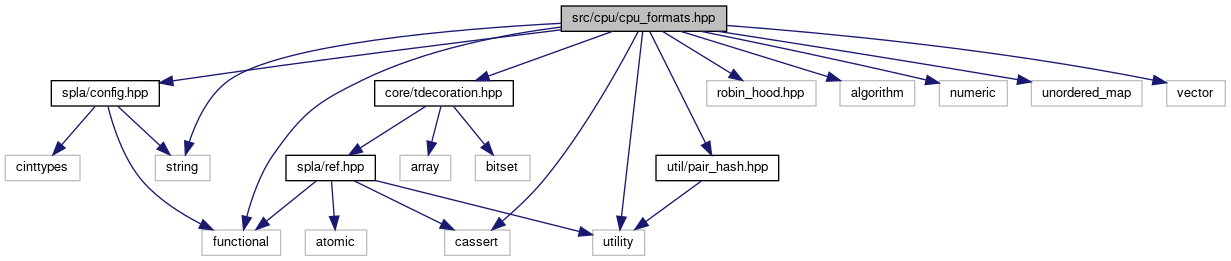 src/cpu/cpu_formats.hpp
spla/config.hpp
core/tdecoration.hpp
robin_hood.hpp
algorithm
numeric
unordered_map
vector
cinttypes
string
spla/ref.hpp
array
bitset
util/pair_hash.hpp
functional
atomic
cassert
utility